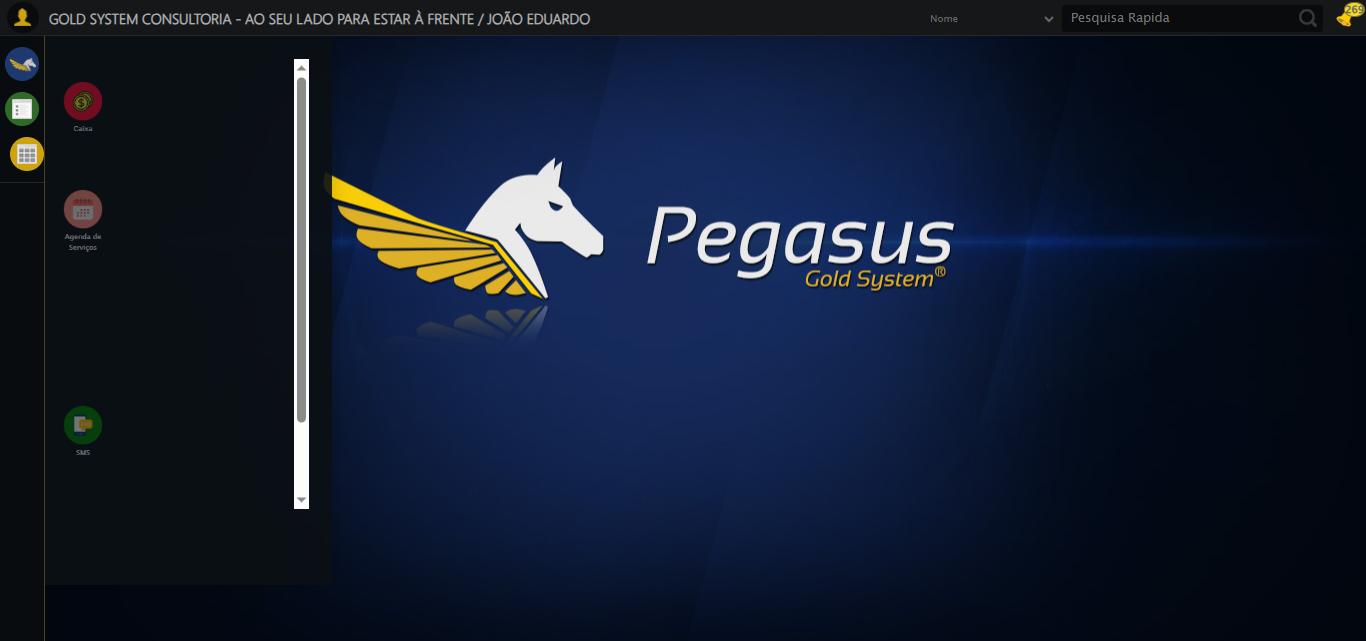 GOLD SYSTEM CONSULTORIA - AO SEU LADO PARA ESTAR À FRENTE / JOÃO EDUARDO
Nome
Pesquisa Rapida
269
Caixa
Agenda de
Serviços
SMS
Pegasus
Gold System®